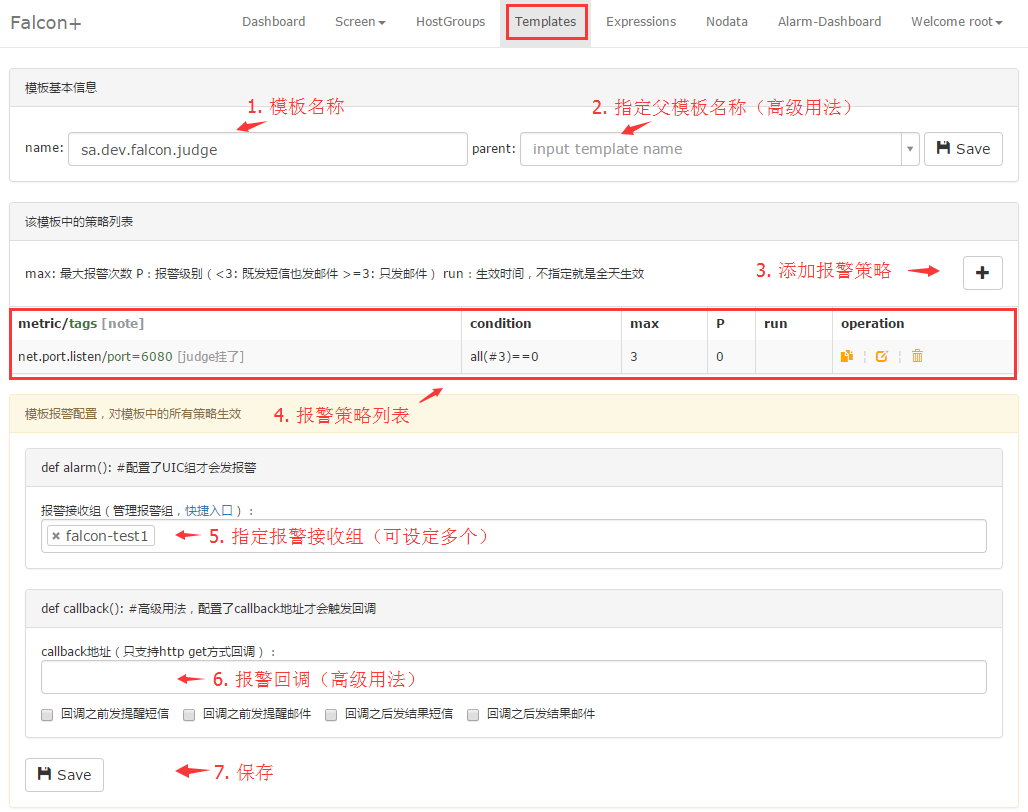 Falcon+ Dashboard Screen HostGroups Templates Expressions Nodata Alarm-Dashboard Welcome root
模板基本信息
1. 模板名称
2. 指定父模板名称（高级用法）
name: sa.dev.falcon.judge parent: input template name Save
该模板中的策略列表
max: 最大报警次数 P：报警级别（<3: 既发短信也发邮件 >=3: 只发邮件） run：生效时间，不指定就是全天生效
3. 添加报警策略
metric/tags [note] condition max P run operation
net.port.listen/port=6080 [judge挂了] all(#3)==0 3 0
模板报警配置，对模板中的所有策略生效
4. 报警策略列表
def alarm(): #配置了UIC组才会发报警
报警接收组（管理报警组，快捷入口）：
× falcon-test1
5. 指定报警接收组（可设定多个）
def callback(): #高级用法，配置了callback地址才会触发回调
callback地址（只支持http get方式回调）：
6. 报警回调（高级用法）
回调之前发提醒短信 回调之前发提醒邮件 回调之后发结果短信 回调之后发结果邮件
Save
7. 保存